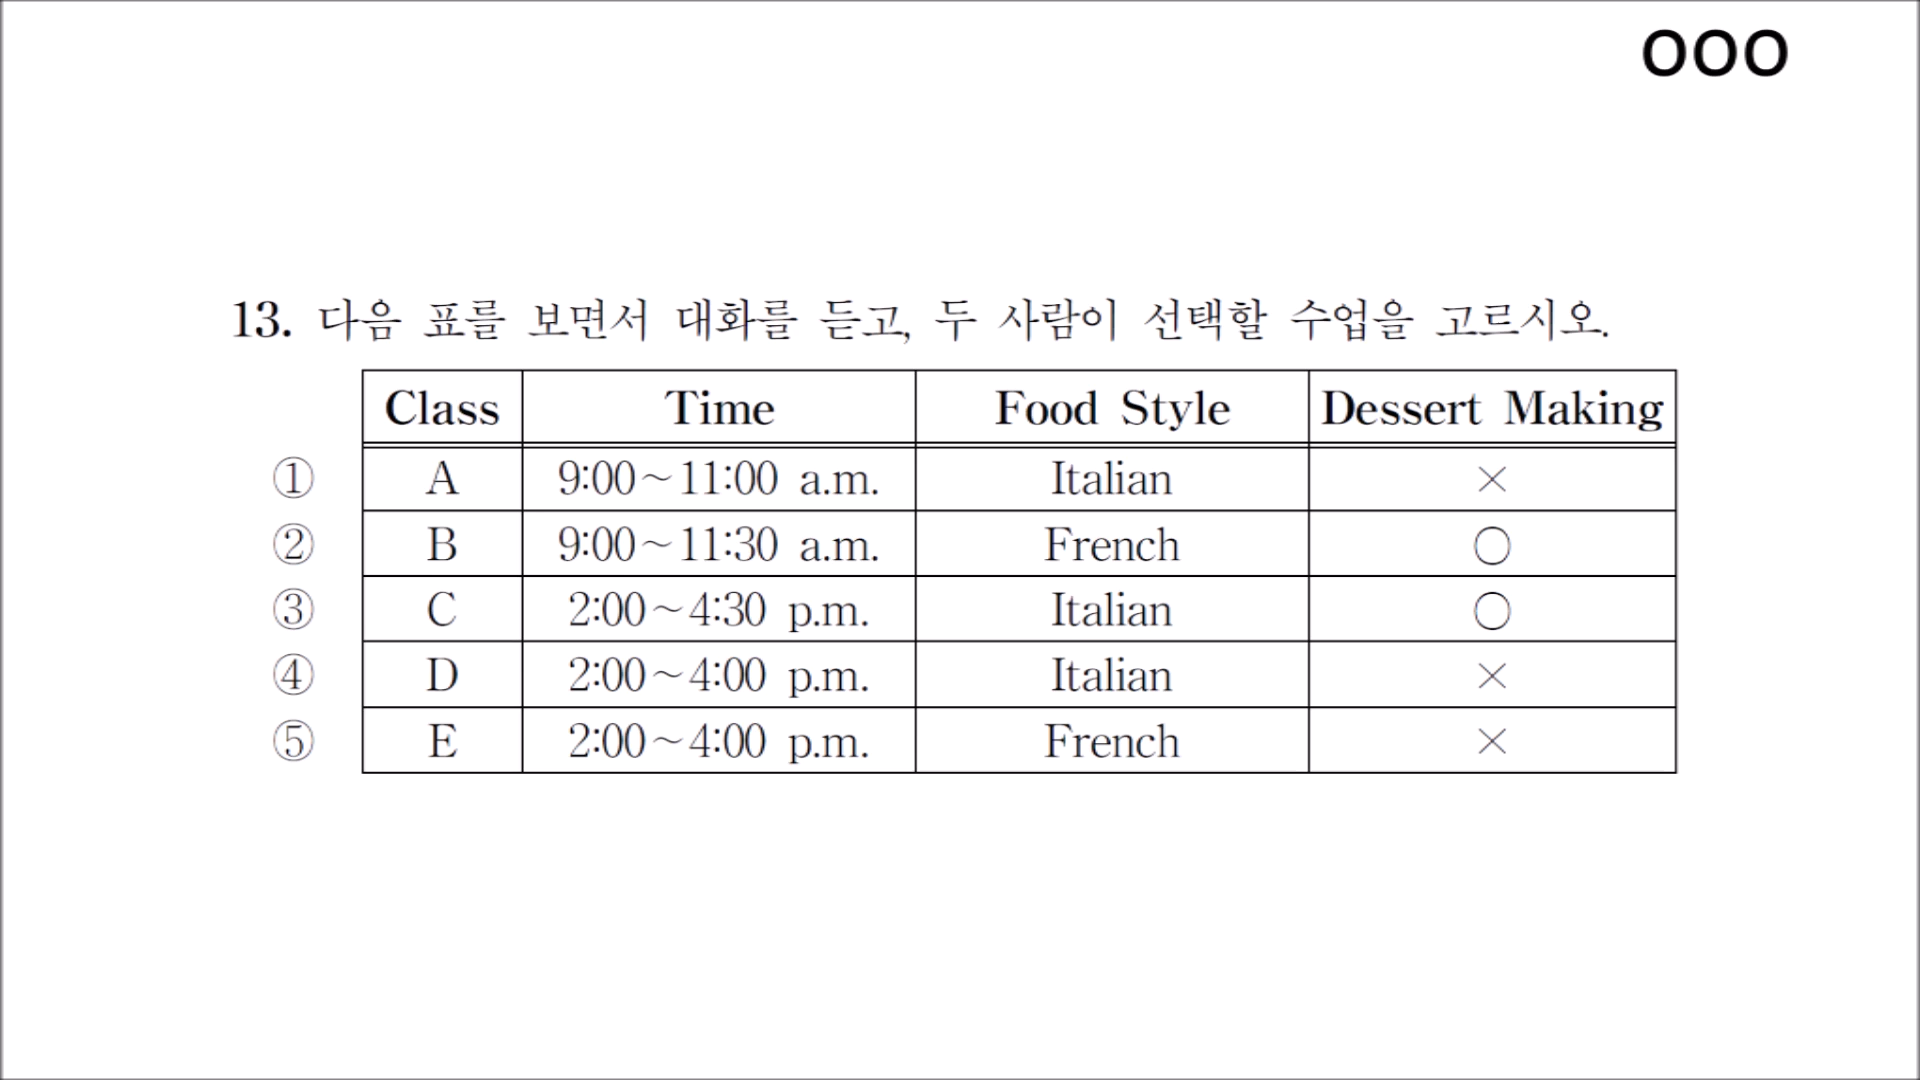 OOO
13. 다음 표를 보면서 대화를 듣고, 두 사람이 선택할 수업을 고르시오.
Class Time Food Style Dessert Making
① A 9:00~11:00 a.m. Italian ×
② B 9:00~11:30 a.m. French ○
③ C 2:00~4:30 p.m. Italian ○
④ D 2:00~4:00 p.m. Italian ×
⑤ E 2:00~4:00 p.m. French ×